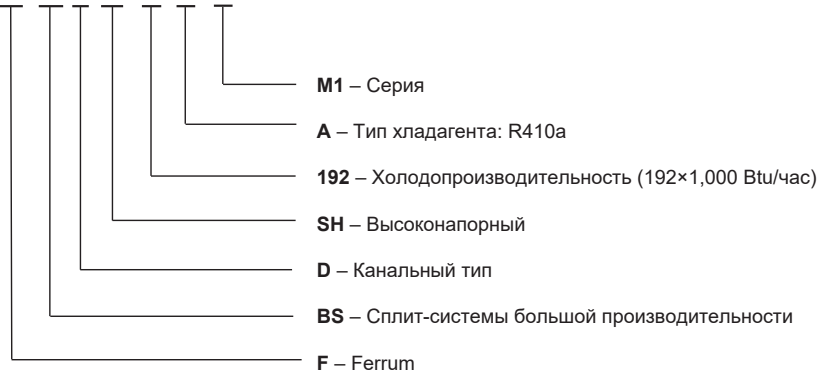 M1 – Серия
A – Тип хладагента: R410a
192 – Холодопроизводительность (192×1,000 Btu/час)
SH – Высоконапорный
D – Канальный тип
BS – Сплит-системы большой производительности
F – Ferrum